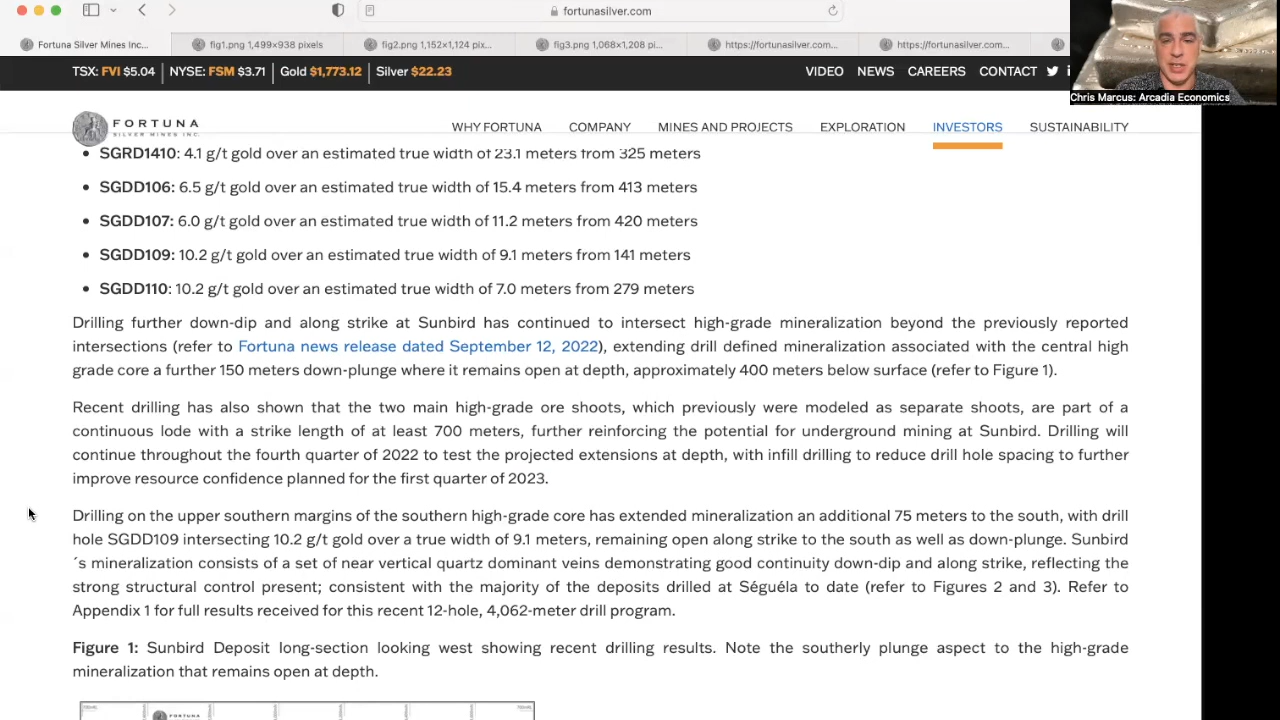 fortunasilver.com
Fortuna Silver Mines Inc...
fig1.png 1,499×938 pixels
fig2.png 1,152×1,124 pix...
fig3.png 1,068×1,208 pi...
https://fortunasilver.com...
https://fortunasilver.com...
TSX: FVI $5.04 NYSE: FSM $3.71 Gold $1,773.12 Silver $22.23
VIDEO NEWS CAREERS CONTACT
Chris Marcus: Arcadia Economics
FORTUNA
SILVER MINES INC.
WHY FORTUNA COMPANY MINES AND PROJECTS EXPLORATION INVESTORS SUSTAINABILITY
• SGRD1410: 4.1 g/t gold over an estimated true width of 23.1 meters from 325 meters
• SGDD106: 6.5 g/t gold over an estimated true width of 15.4 meters from 413 meters
• SGDD107: 6.0 g/t gold over an estimated true width of 11.2 meters from 420 meters
• SGDD109: 10.2 g/t gold over an estimated true width of 9.1 meters from 141 meters
• SGDD110: 10.2 g/t gold over an estimated true width of 7.0 meters from 279 meters
Drilling further down-dip and along strike at Sunbird has continued to intersect high-grade mineralization beyond the previously reported
intersections (refer to Fortuna news release dated September 12, 2022), extending drill defined mineralization associated with the central high
grade core a further 150 meters down-plunge where it remains open at depth, approximately 400 meters below surface (refer to Figure 1).
Recent drilling has also shown that the two main high-grade ore shoots, which previously were modeled as separate shoots, are part of a
continuous lode with a strike length of at least 700 meters, further reinforcing the potential for underground mining at Sunbird. Drilling will
continue throughout the fourth quarter of 2022 to test the projected extensions at depth, with infill drilling to reduce drill hole spacing to further
improve resource confidence planned for the first quarter of 2023.
Drilling on the upper southern margins of the southern high-grade core has extended mineralization an additional 75 meters to the south, with drill
hole SGDD109 intersecting 10.2 g/t gold over a true width of 9.1 meters, remaining open along strike to the south as well as down-plunge. Sunbird
´s mineralization consists of a set of near vertical quartz dominant veins demonstrating good continuity down-dip and along strike, reflecting the
strong structural control present; consistent with the majority of the deposits drilled at Séguéla to date (refer to Figures 2 and 3). Refer to
Appendix 1 for full results received for this recent 12-hole, 4,062-meter drill program.
Figure 1: Sunbird Deposit long-section looking west showing recent drilling results. Note the southerly plunge aspect to the high-grade
mineralization that remains open at depth.
FORTUNA